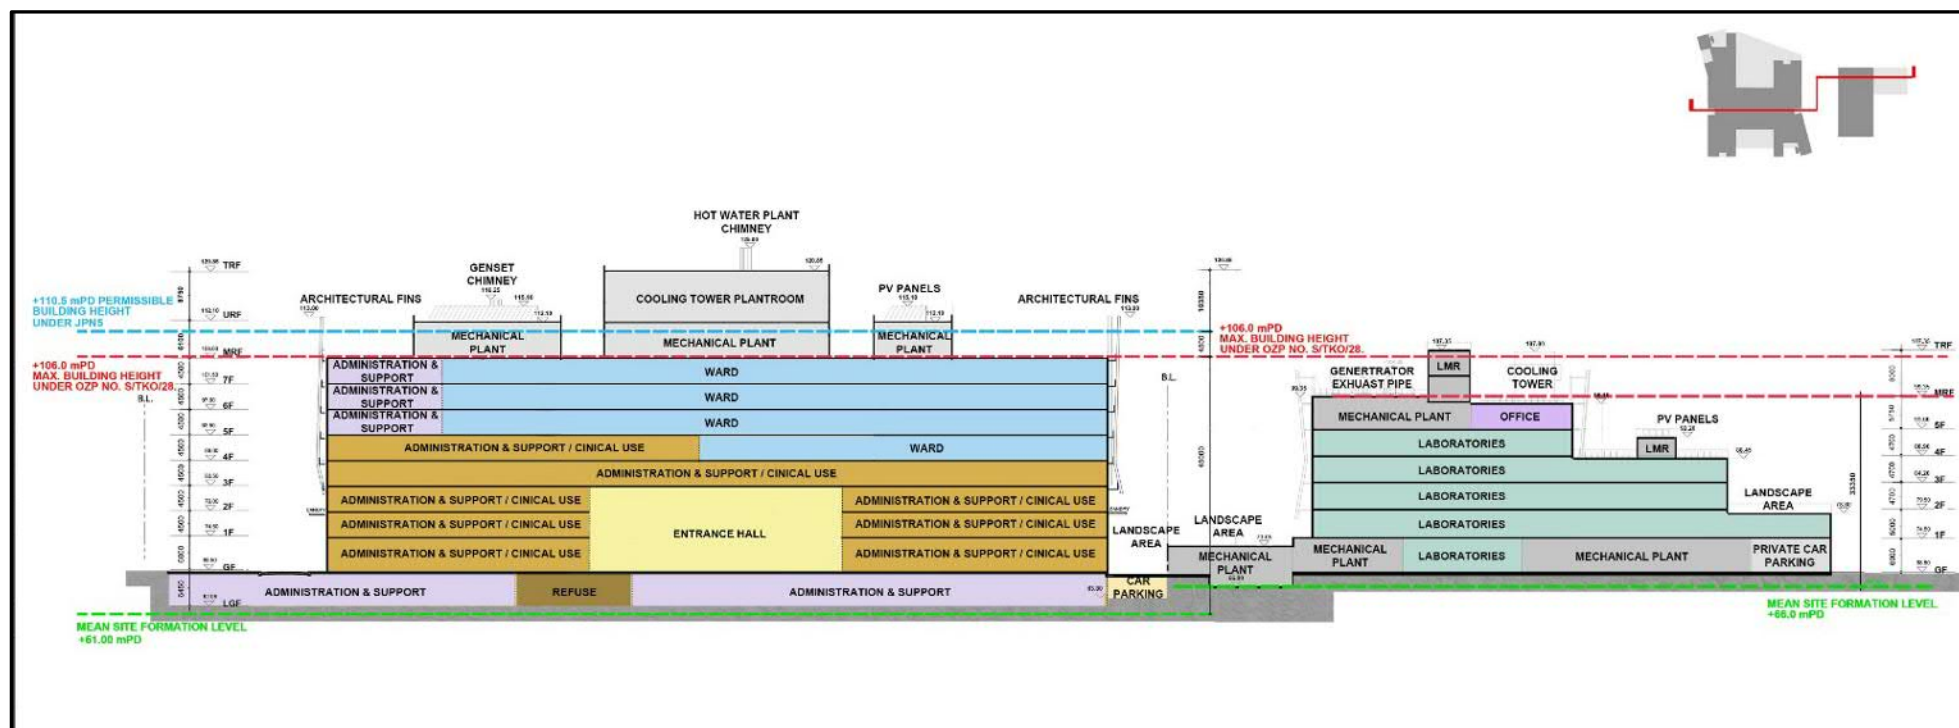 HOT WATER PLANT
CHIMNEY
TRF
GENSET
CHIMNEY
COOLING TOWER PLANTROOM
PV PANELS
ARCHITECTURAL FINS
ARCHITECTURAL FINS
+110.5 mPD PERMISSIBLE
BUILDING HEIGHT
UNDER JPN5
URF
MECHANICAL
PLANT
MECHANICAL PLANT
MECHANICAL
PLANT
+106.0 mPD
MAX. BUILDING HEIGHT
UNDER OZP NO. S/TKO/28.
MRF
+106.0 mPD
MAX. BUILDING HEIGHT
UNDER OZP NO. S/TKO/28.
B.L.
7F
6F
5F
4F
3F
2F
1F
GF
LGF
ADMINISTRATION &
SUPPORT
WARD
ADMINISTRATION &
SUPPORT
WARD
ADMINISTRATION &
SUPPORT
WARD
ADMINISTRATION & SUPPORT / CINICAL USE
WARD
ADMINISTRATION & SUPPORT / CINICAL USE
ADMINISTRATION & SUPPORT / CINICAL USE
ADMINISTRATION & SUPPORT / CINICAL USE
ADMINISTRATION & SUPPORT / CINICAL USE
ENTRANCE HALL
ADMINISTRATION & SUPPORT / CINICAL USE
ADMINISTRATION & SUPPORT / CINICAL USE
ADMINISTRATION & SUPPORT / CINICAL USE
ADMINISTRATION & SUPPORT
REFUSE
ADMINISTRATION & SUPPORT
CAR
PARKING
MEAN SITE FORMATION LEVEL
+61.00 mPD
B.L.
LANDSCAPE
AREA
LANDSCAPE
AREA
MECHANICAL
PLANT
GENERTRATOR
EXHUAST PIPE
LMR
COOLING
TOWER
MECHANICAL PLANT
OFFICE
PV PANELS
LMR
LABORATORIES
LABORATORIES
LABORATORIES
LABORATORIES
LANDSCAPE
AREA
MECHANICAL
PLANT
LABORATORIES
MECHANICAL PLANT
PRIVATE CAR
PARKING
TRF
MRF
5F
4F
3F
2F
1F
GF
MEAN SITE FORMATION LEVEL
+66.0 mPD